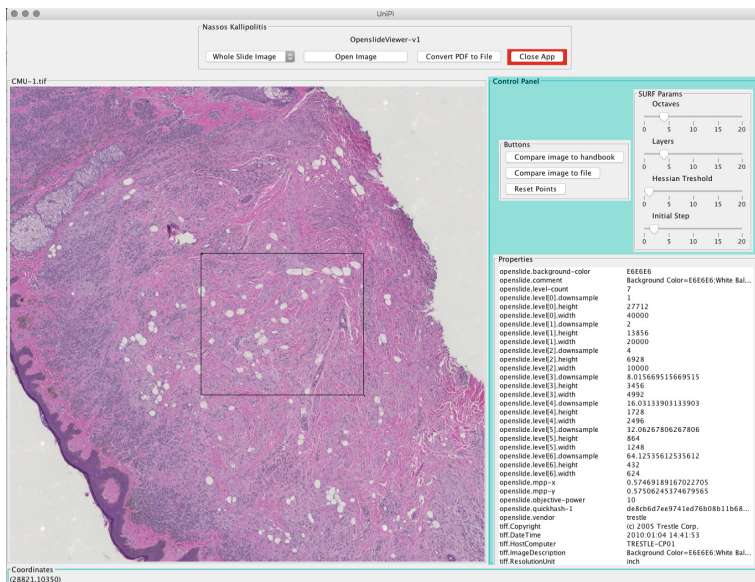 UniPi
Nassos Kallipolitis
OpenslideViewer-v1
Whole Slide Image
Open Image
Convert PDF to File
Close App
CMU-1.tif
Control Panel
SURF Params
Octaves
0 5 10 15 20
Layers
0 5 10 15 20
Hessian Treshold
0 5 10 15 20
Initial Step
0 5 10 15 20
Buttons
Compare image to handbook
Compare image to file
Reset Points
Properties
openslide.background-color E6E6E6
openslide.comment Background Color=E6E6E6;White Bal...
openslide.level-count 7
openslide.level[0].downsample 1
openslide.level[0].height 27712
openslide.level[0].width 40000
openslide.level[1].downsample 2
openslide.level[1].height 13856
openslide.level[1].width 20000
openslide.level[2].downsample 4
openslide.level[2].height 6928
openslide.level[2].width 10000
openslide.level[3].downsample 8.015669515669515
openslide.level[3].height 3456
openslide.level[3].width 4992
openslide.level[4].downsample 16.03133903133903
openslide.level[4].height 1728
openslide.level[4].width 2496
openslide.level[5].downsample 32.06267806267806
openslide.level[5].height 864
openslide.level[5].width 1248
openslide.level[6].downsample 64.12535612535612
openslide.level[6].height 432
openslide.level[6].width 624
openslide.mpp-x 0.57469189167022705
openslide.mpp-y 0.57506245374679565
openslide.objective-power 10
openslide.quickhash-1 de8cb6d7ee9741ed76b08b11b68...
openslide.vendor trestle
tiff.Copyright (c) 2005 Trestle Corp.
tiff.DateTime 2010:01:04 14:41:53
tiff.HostComputer TRESTLE-CP01
tiff.ImageDescription Background Color=E6E6E6;White Bal...
tiff.ResolutionUnit inch
Coordinates
(28821,10350)